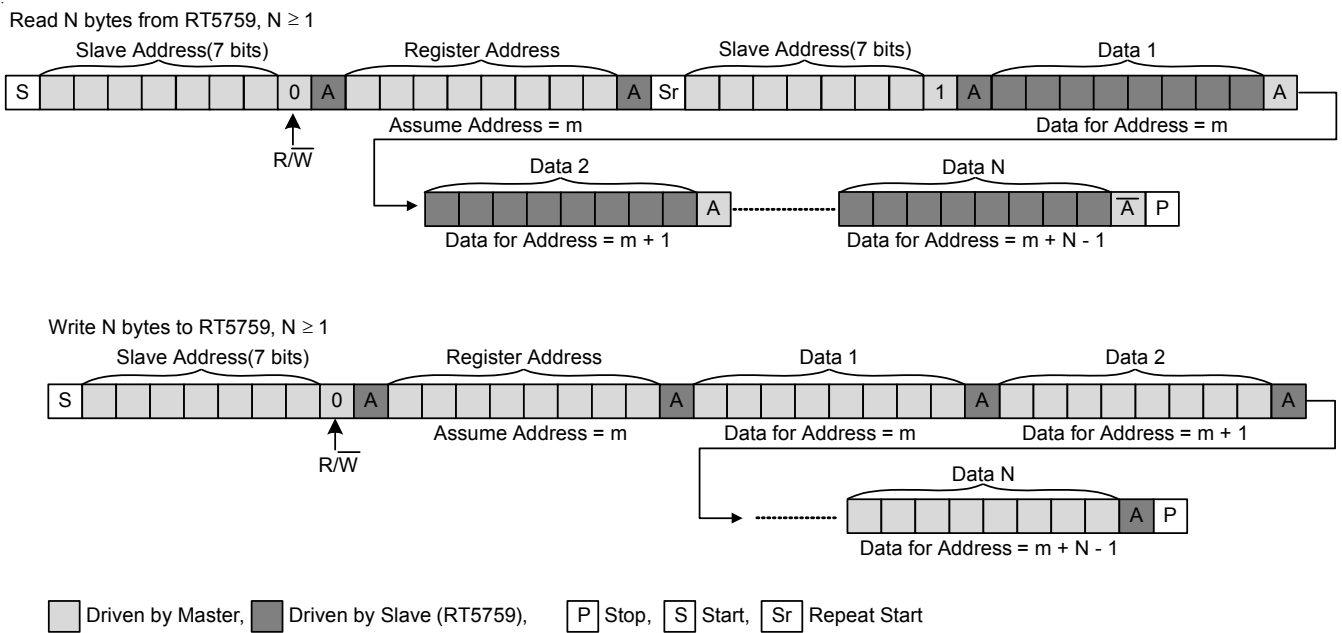 Read N bytes from RT5759, N ≥ 1
Slave Address(7 bits) Register Address Slave Address(7 bits) Data 1
S 0 A A Sr 1 A A
Assume Address = m Data for Address = m
R/W̅
Data 2 Data N
A A̅ P
Data for Address = m + 1 Data for Address = m + N - 1
Write N bytes to RT5759, N ≥ 1
Slave Address(7 bits) Register Address Data 1 Data 2
S 0 A A A A
Assume Address = m Data for Address = m Data for Address = m + 1
R/W̅
Data N
A P
Data for Address = m + N - 1
Driven by Master, Driven by Slave (RT5759), P Stop, S Start, Sr Repeat Start